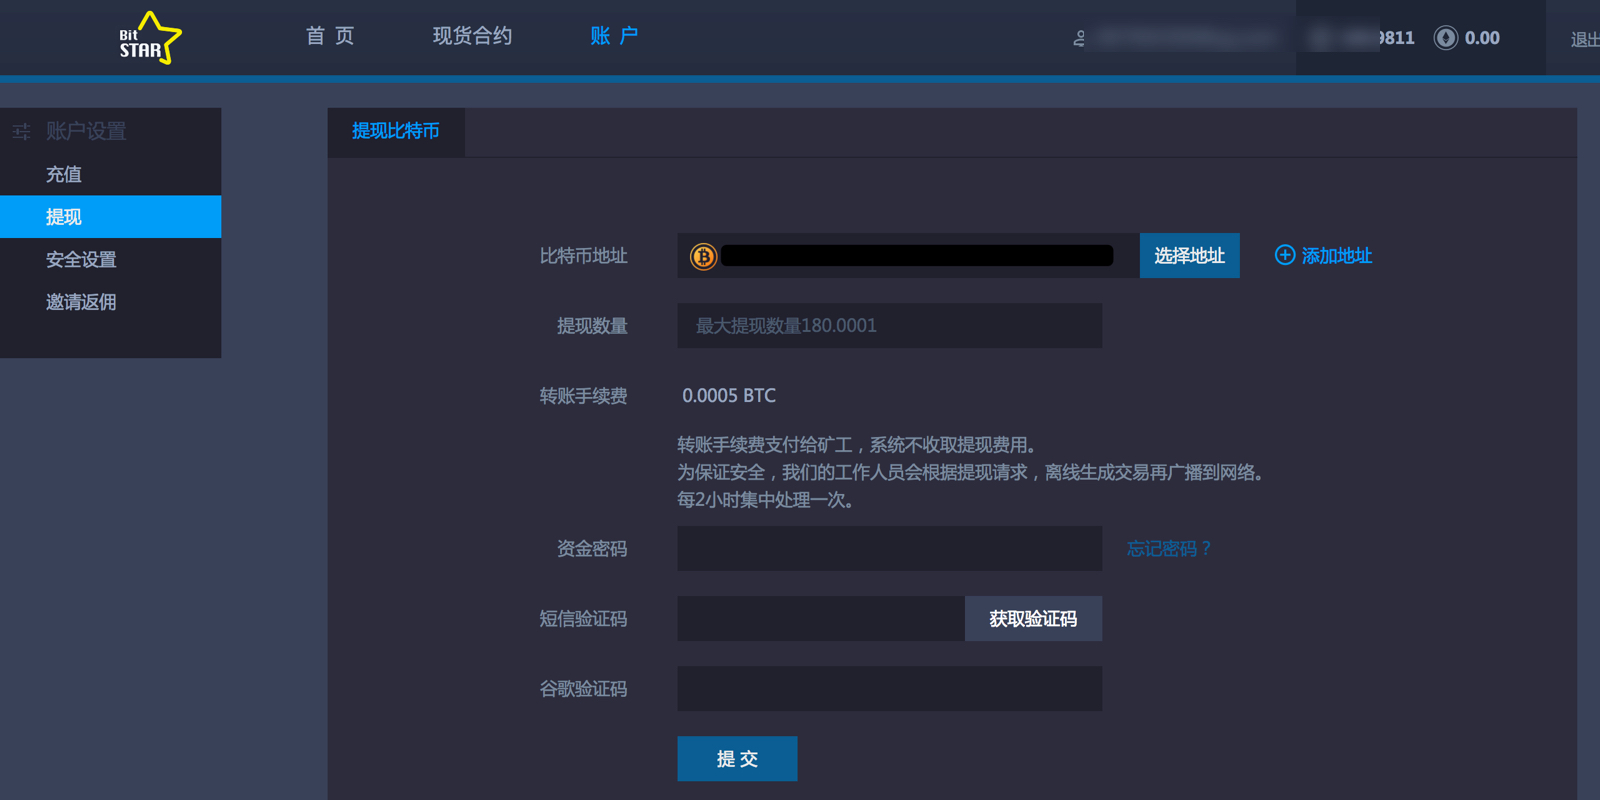 Bit
STAR
首 页
现货合约
账 户
9811
0.00
退出
账户设置
充值
提现
安全设置
邀请返佣
提现比特币
比特币地址
选择地址
添加地址
提现数量
最大提现数量180.0001
转账手续费
0.0005 BTC
转账手续费支付给矿工，系统不收取提现费用。
为保证安全，我们的工作人员会根据提现请求，离线生成交易再广播到网络。
每2小时集中处理一次。
资金密码
忘记密码？
短信验证码
获取验证码
谷歌验证码
提 交